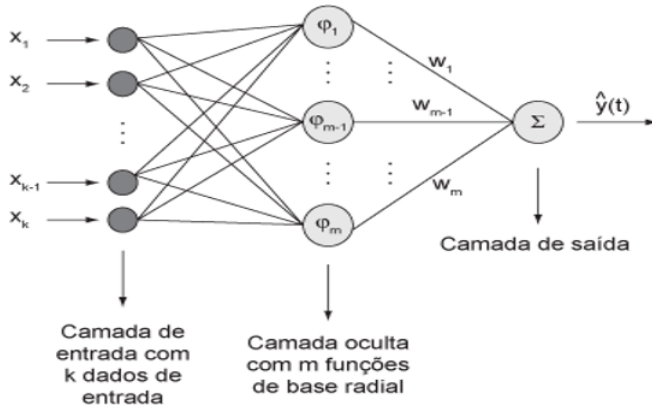 x1
x2
xk-1
xk
φ1
φm-1
φm
w1
wm-1
wm
Σ
ŷ(t)
Camada de saída
Camada de
entrada com
k dados de
entrada
Camada oculta
com m funções
de base radial